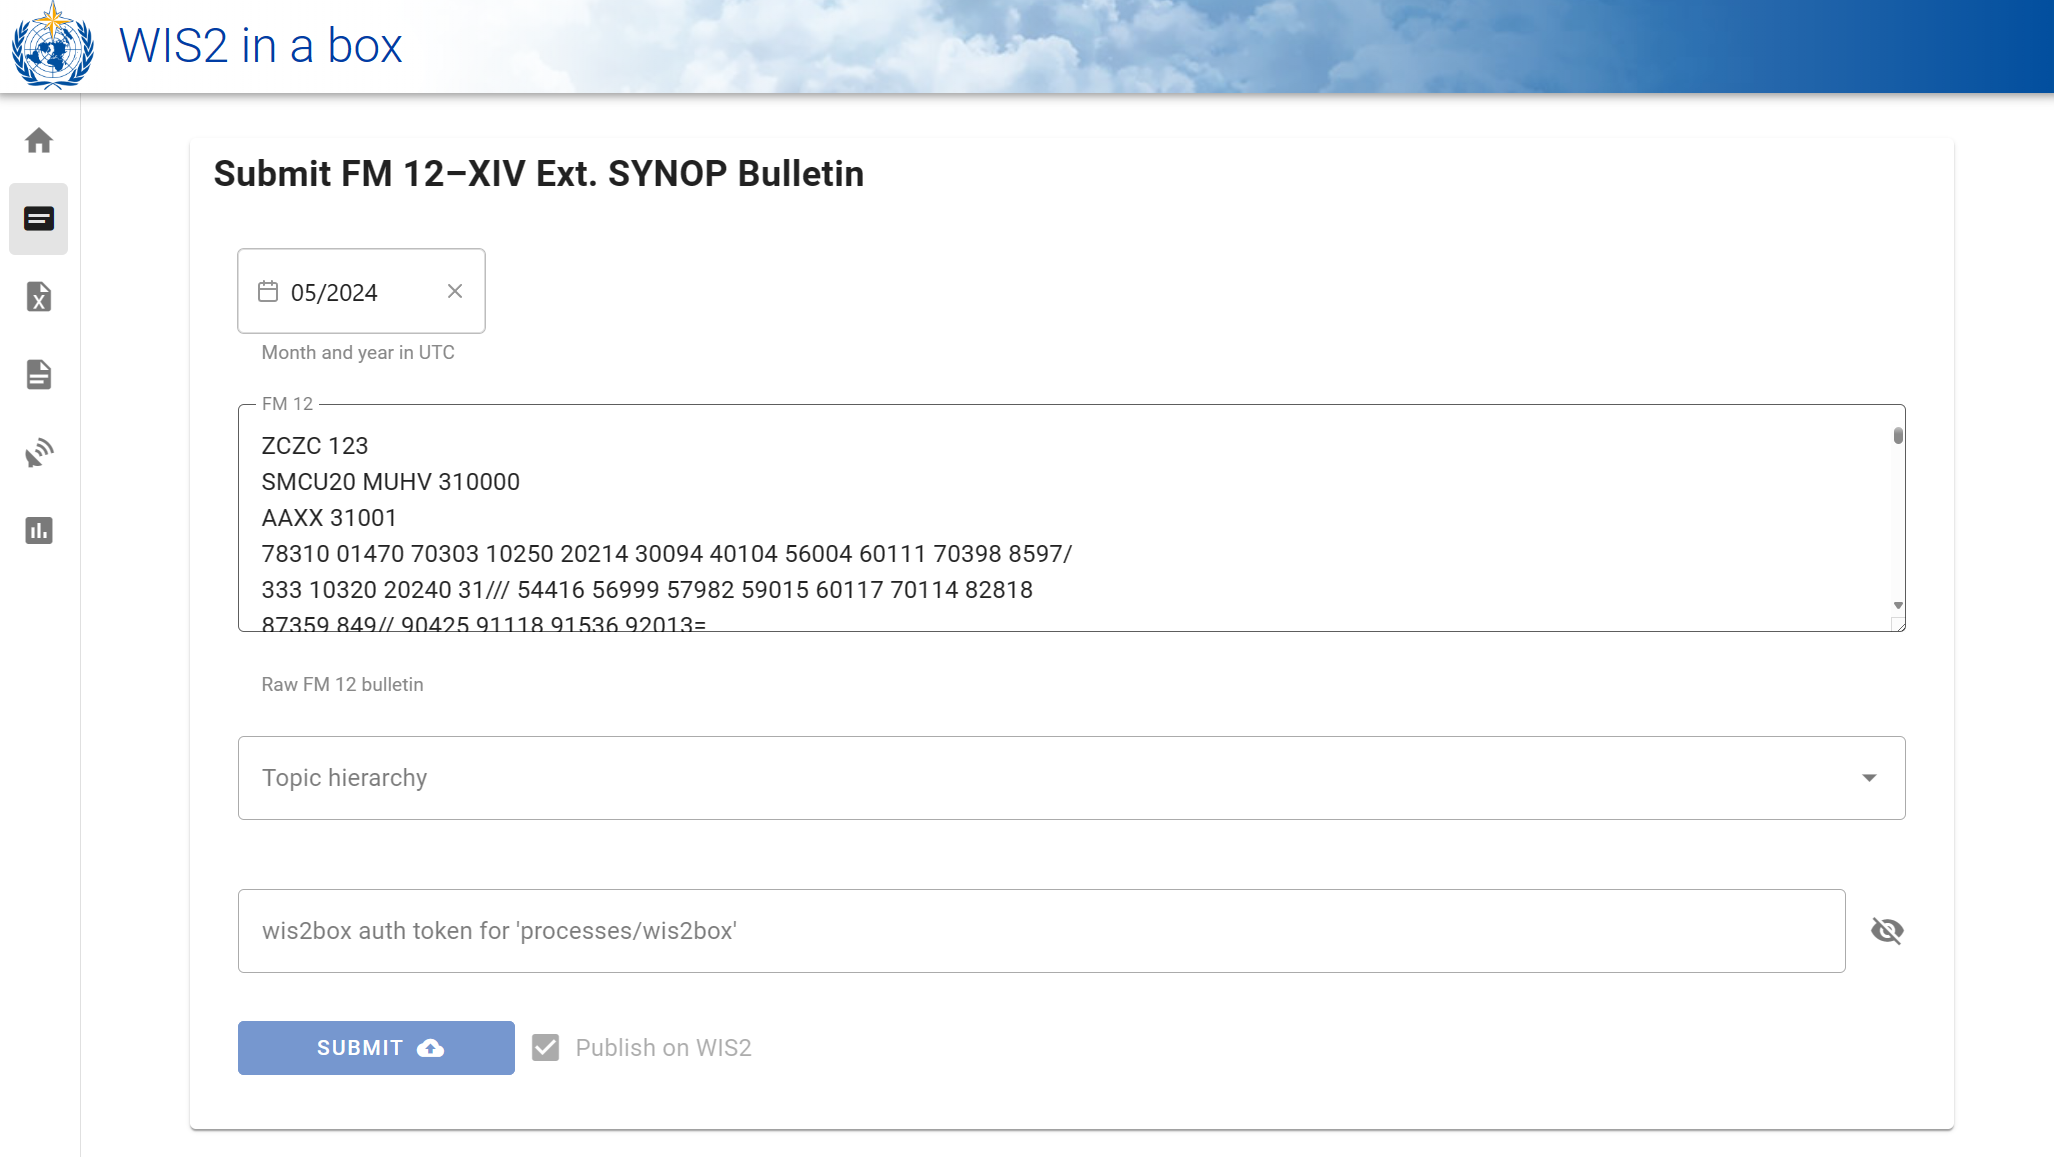 WIS2 in a box
Submit FM 12–XIV Ext. SYNOP Bulletin
05/2024
Month and year in UTC
FM 12
ZCZC 123
SMCU20 MUHV 310000
AAXX 31001
78310 01470 70303 10250 20214 30094 40104 56004 60111 70398 8597/
333 10320 20240 31/// 54416 56999 57982 59015 60117 70114 82818
87359 849// 90425 91118 91536 92013=
Raw FM 12 bulletin
Topic hierarchy
wis2box auth token for 'processes/wis2box'
SUBMIT
Publish on WIS2